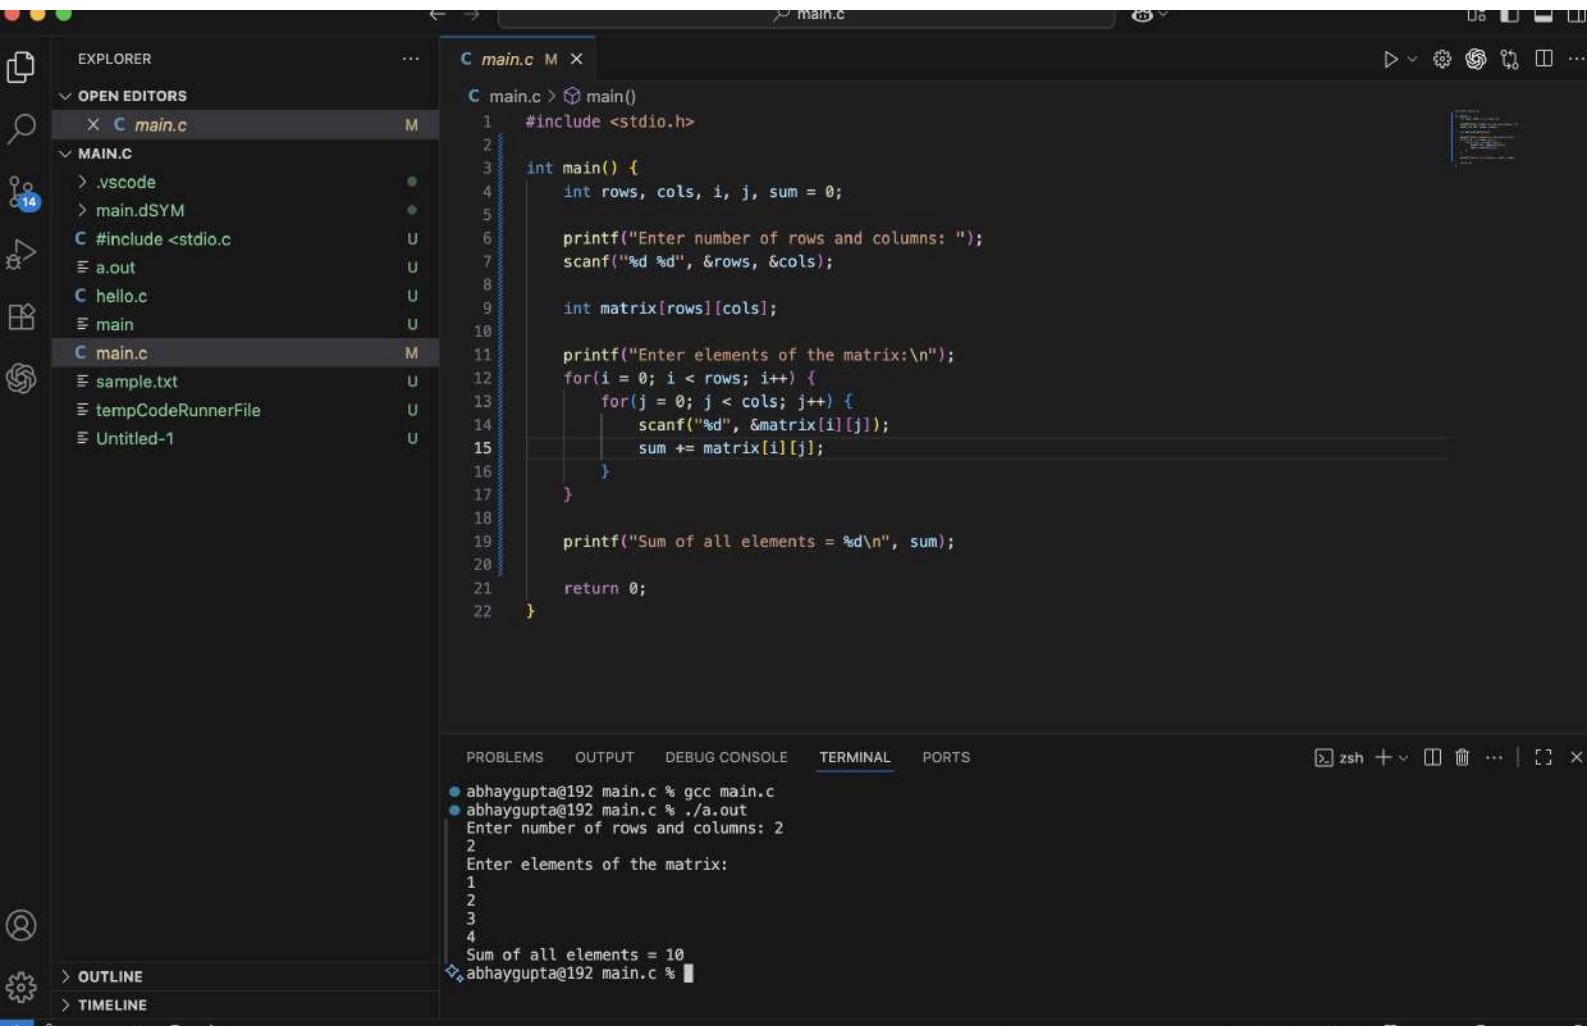 main.c
EXPLORER
OPEN EDITORS
main.c M
MAIN.C
.vscode
main.dSYM
C #include <stdio.c U
a.out U
C hello.c U
main U
C main.c M
sample.txt U
tempCodeRunnerFile U
Untitled-1 U
14
OUTLINE
TIMELINE
C main.c M
C main.c > main()
1 #include <stdio.h>
2
3 int main() {
4 int rows, cols, i, j, sum = 0;
5
6 printf("Enter number of rows and columns: ");
7 scanf("%d %d", &rows, &cols);
8
9 int matrix[rows][cols];
10
11 printf("Enter elements of the matrix:\n");
12 for(i = 0; i < rows; i++) {
13 for(j = 0; j < cols; j++) {
14 scanf("%d", &matrix[i][j]);
15 sum += matrix[i][j];
16 }
17 }
18
19 printf("Sum of all elements = %d\n", sum);
20
21 return 0;
22 }
PROBLEMS OUTPUT DEBUG CONSOLE TERMINAL PORTS
zsh
abhaygupta@192 main.c % gcc main.c
abhaygupta@192 main.c % ./a.out
Enter number of rows and columns: 2
2
Enter elements of the matrix:
1
2
3
4
Sum of all elements = 10
abhaygupta@192 main.c %